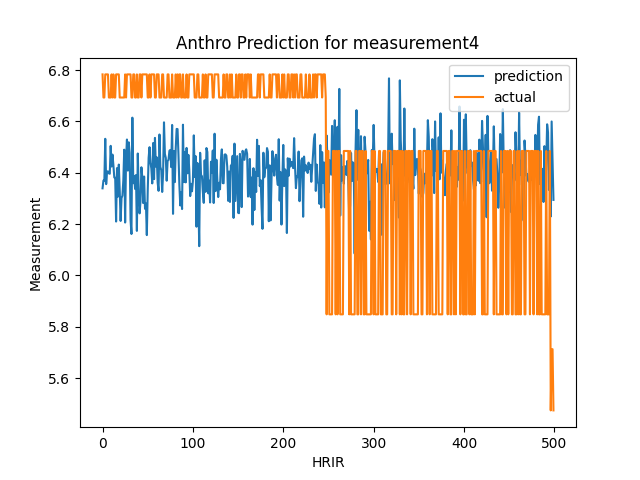 Anthro Prediction for measurement4
prediction
actual
6.8
6.6
6.4
6.2
6.0
5.8
5.6
Measurement
0 100 200 300 400 500
HRIR